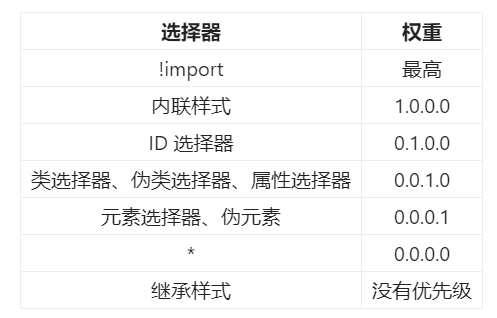 选择器 权重
!import 最高
内联样式 1.0.0.0
ID 选择器 0.1.0.0
类选择器、伪类选择器、属性选择器 0.0.1.0
元素选择器、伪元素 0.0.0.1
* 0.0.0.0
继承样式 没有优先级